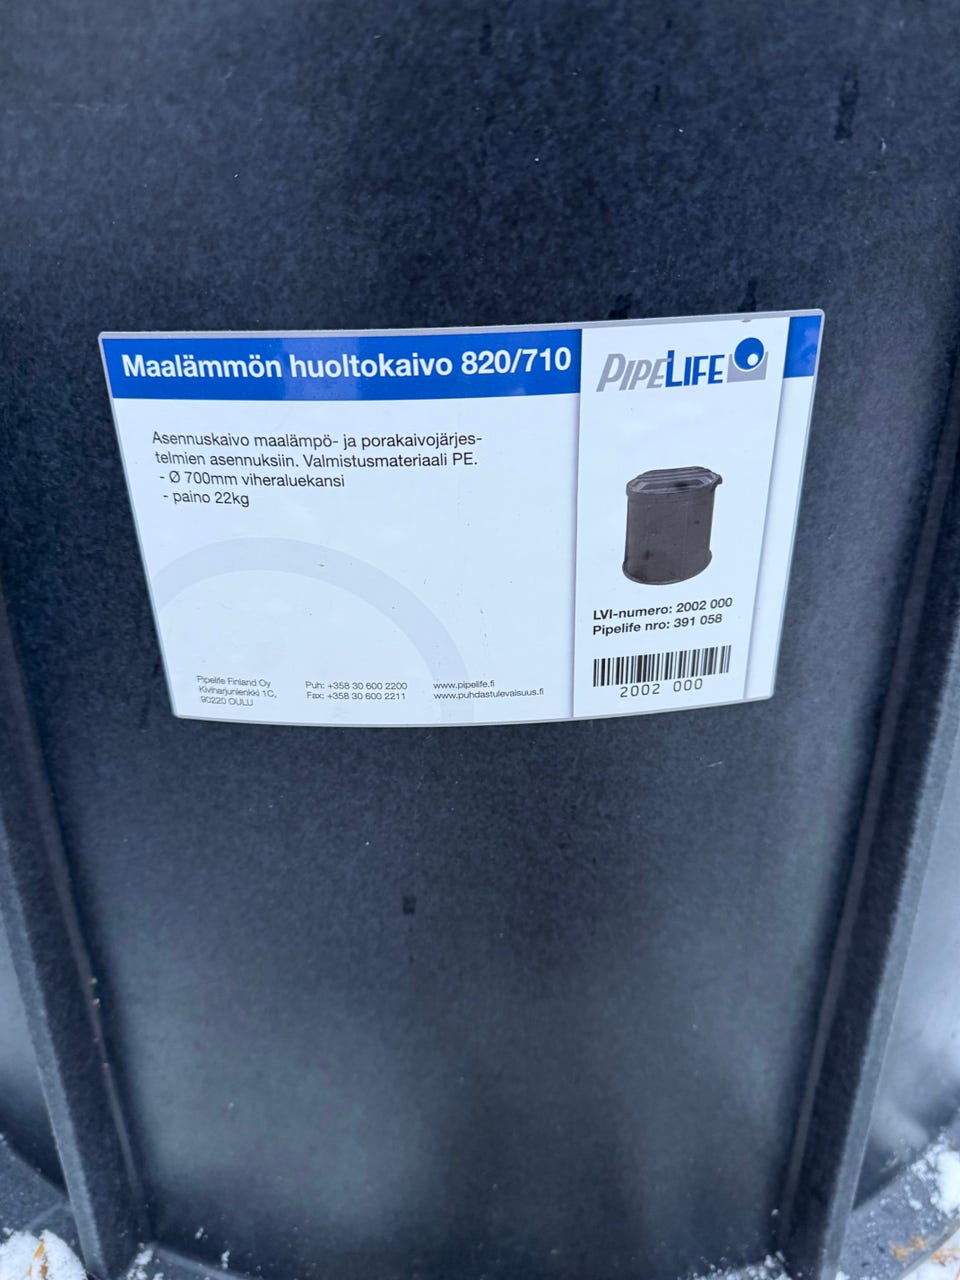 Maalämmön huoltokaivo 820/710
PIPELIFE
Asennuskaivo maalämpö- ja porakaivojärjes-
telmien asennuksiin. Valmistusmateriaali PE.
- Ø 700mm viheraluekansi
- paino 22kg
LVI-numero: 2002 000
Pipelife nro: 391 058
2002 000
Pipelife Finland Oy
Kiviharjunlenkki 1C,
90220 OULU
Puh: +358 30 600 2200
Fax: +358 30 600 2211
www.pipelife.fi
www.puhdastulevaisuus.fi